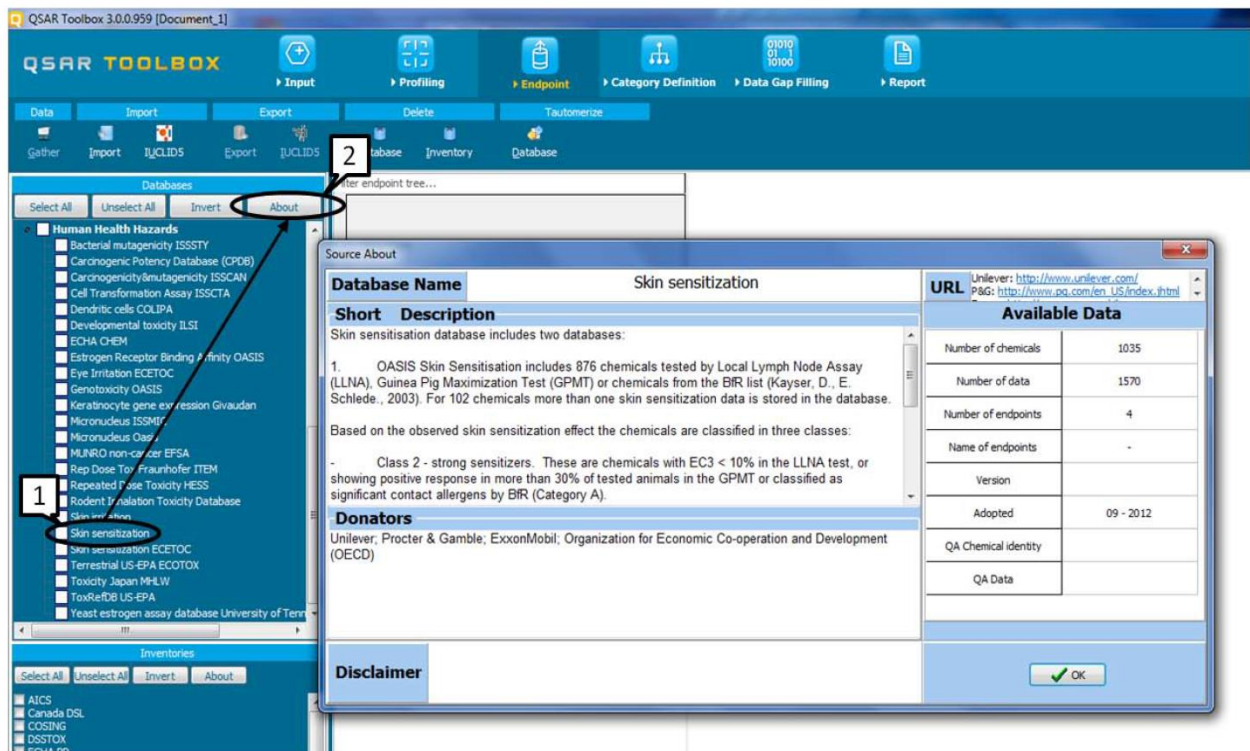 QSAR Toolbox 3.0.0.959 [Document_1]
QSAR TOOLBOX
01010
01 1
10100
▸ Input ▸ Profiling ▸ Endpoint ▸ Category Definition ▸ Data Gap Filling ▸ Report
Data Import Export Delete Tautomerize
Gather Import IUCLID5 Export IUCLID5 tabase Inventory Database
2
Databases
Select All Unselect All Invert About
lter endpoint tree...
Human Health Hazards
Bacterial mutagenicity ISSSTY
Carcinogenic Potency Database (CPDB)
Carcinogenicity&mutagenicity ISSCAN
Cell Transformation Assay ISSCTA
Dendritic cells COLIPA
Developmental toxicity ILSI
ECHA CHEM
Estrogen Receptor Binding Affinity OASIS
Eye Irritation ECETOC
Genotoxicity OASIS
Keratinocyte gene expression Givaudan
Micronucleus ISSMIC
Micronucleus Oasis
MUNRO non-cancer EFSA
Rep Dose Tox Fraunhofer ITEM
Repeated Dose Toxicity HESS
Rodent Inhalation Toxicity Database
1
Skin irritation
Skin sensitization
Skin sensitization ECETOC
Terrestrial US-EPA ECOTOX
Toxicity Japan MHLW
ToxRefDB US-EPA
Yeast estrogen assay database University of Tenn
Inventories
Select All Unselect All Invert About
AICS
Canada DSL
COSING
DSSTOX
Source About
Database Name Skin sensitization
URL Unilever: http://www.unilever.com/
P&G: http://www.pg.com/en_US/index.jhtml
Short Description
Skin sensitisation database includes two databases:
1. OASIS Skin Sensitisation includes 876 chemicals tested by Local Lymph Node Assay
(LLNA), Guinea Pig Maximization Test (GPMT) or chemicals from the BfR list (Kayser, D., E.
Schlede., 2003). For 102 chemicals more than one skin sensitization data is stored in the database.
Based on the observed skin sensitization effect the chemicals are classified in three classes:
- Class 2 - strong sensitizers. These are chemicals with EC3 < 10% in the LLNA test, or
showing positive response in more than 30% of tested animals in the GPMT or classified as
significant contact allergens by BfR (Category A).
Donators
Unilever; Procter & Gamble; ExxonMobil; Organization for Economic Co-operation and Development
(OECD)
Disclaimer
Available Data
Number of chemicals 1035
Number of data 1570
Number of endpoints 4
Name of endpoints -
Version
Adopted 09 - 2012
QA Chemical identity
QA Data
OK